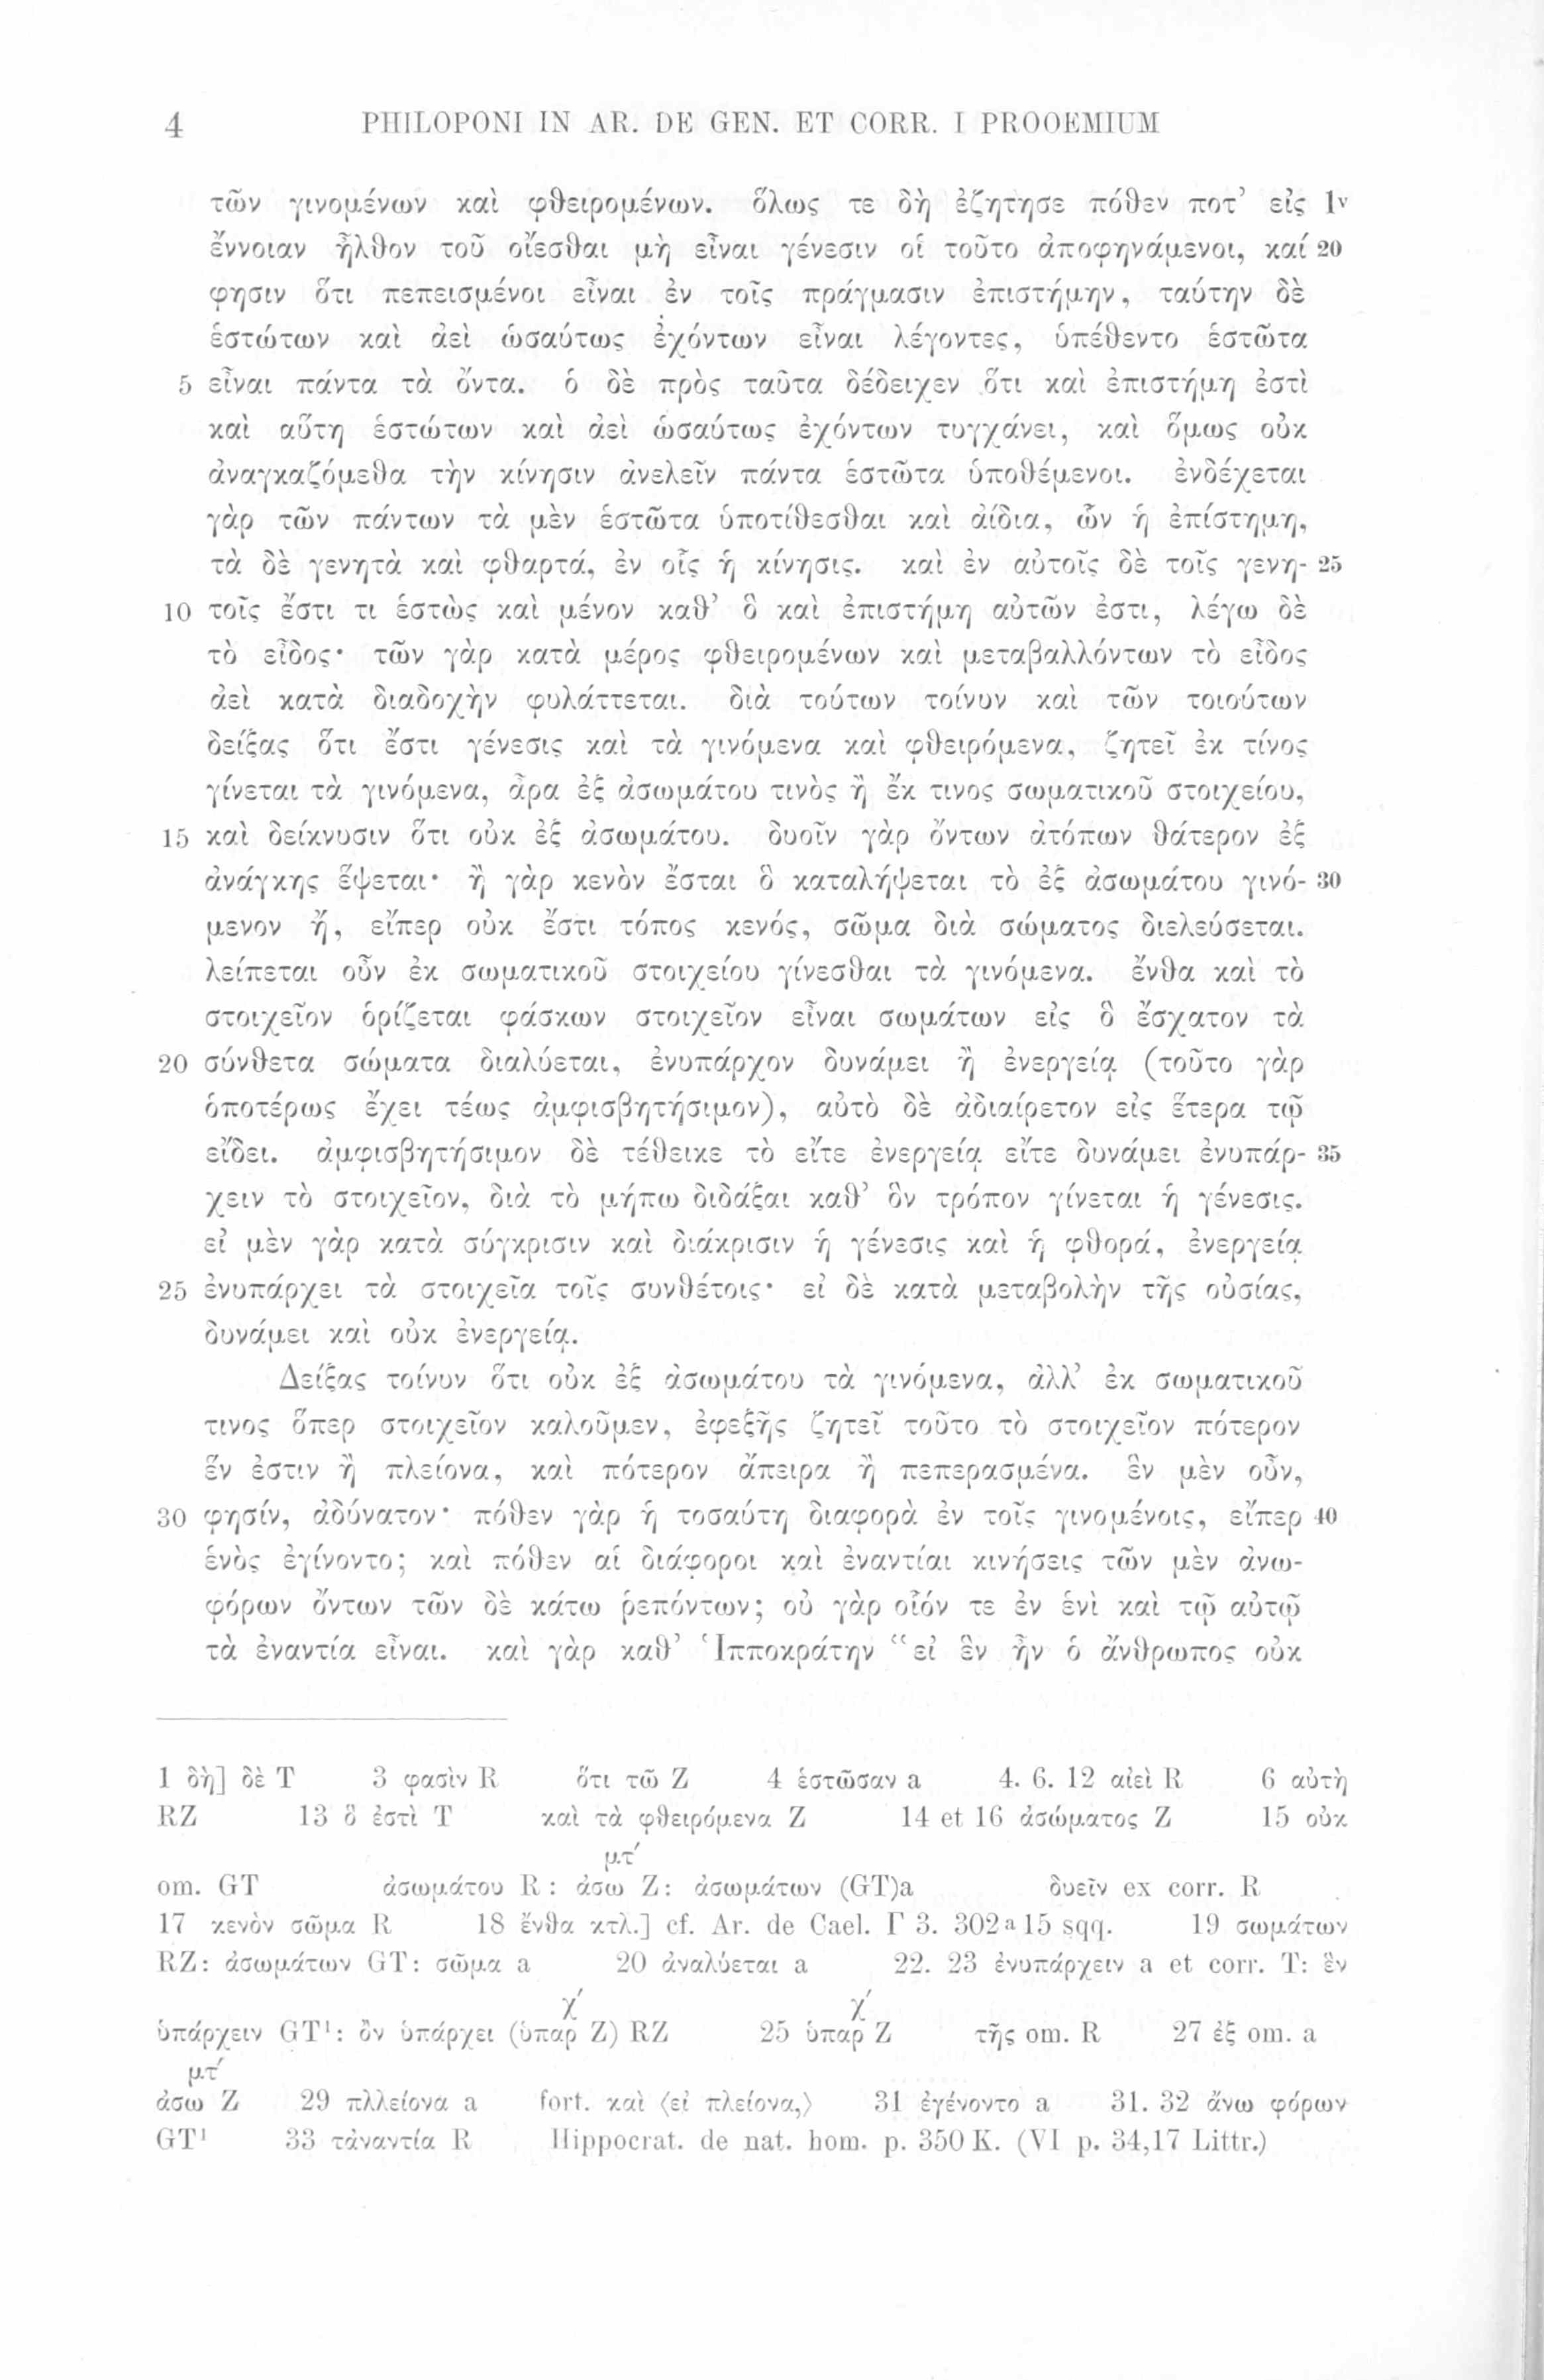 4 PHILOPONI IN AR. DE GEN. ET CORR. I PROOEMIUM
τῶν γινομένων καὶ φθειρομένων. ὅλως τε δὴ ἐζήτησε πόθεν ποτ’ εἰς 1v
ἔννοιαν ἦλθον τοῦ οἴεσθαι μὴ εἶναι γένεσιν οἱ τοῦτο ἀποφηνάμενοι, καί 20
φησιν ὅτι πεπεισμένοι εἶναι ἐν τοῖς πράγμασιν ἐπιστήμην, ταύτην δὲ
ἑστώτων καὶ ἀεὶ ὡσαύτως ἐχόντων εἶναι λέγοντες, ὑπέθεντο ἑστῶτα
5 εἶναι πάντα τὰ ὄντα. ὁ δὲ πρὸς ταῦτα δέδειχεν ὅτι καὶ ἐπιστήμη ἐστὶ
καὶ αὕτη ἑστώτων καὶ ἀεὶ ὡσαύτως ἐχόντων τυγχάνει, καὶ ὅμως οὐκ
ἀναγκαζόμεθα τὴν κίνησιν ἀνελεῖν πάντα ἑστῶτα ὑποθέμενοι. ἐνδέχεται
γὰρ τῶν πάντων τὰ μὲν ἑστῶτα ὑποτίθεσθαι καὶ ἀίδια, ὧν ἡ ἐπίστημη,
τὰ δὲ γενητὰ καὶ φθαρτά, ἐν οἷς ἡ κίνησις. καὶ ἐν αὐτοῖς δὲ τοῖς γενη- 25
10 τοῖς ἔστι τι ἑστὼς καὶ μένον καθ’ ὃ καὶ ἐπιστήμη αὐτῶν ἐστι, λέγω δὲ
τὸ εἶδος· τῶν γὰρ κατὰ μέρος φθειρομένων καὶ μεταβαλλόντων τὸ εἶδος
ἀεὶ κατὰ διαδοχὴν φυλάττεται. διὰ τούτων τοίνυν καὶ τῶν τοιούτων
δείξας ὅτι ἔστι γένεσις καὶ τὰ γινόμενα καὶ φθειρόμενα, ζητεῖ ἐκ τίνος
γίνεται τὰ γινόμενα, ἆρα ἐξ ἀσωμάτου τινὸς ἢ ἔκ τινος σωματικοῦ στοιχείου,
15 καὶ δείκνυσιν ὅτι οὐκ ἐξ ἀσωμάτου. δυοῖν γὰρ ὄντων ἀτόπων θάτερον ἐξ
ἀνάγκης ἕψεται· ἢ γὰρ κενὸν ἔσται ὃ καταλήψεται τὸ ἐξ ἀσωμάτου γινό- 30
μενον ἤ, εἴπερ οὐκ ἔστι τόπος κενός, σῶμα διὰ σώματος διελεύσεται.
λείπεται οὖν ἐκ σωματικοῦ στοιχείου γίνεσθαι τὰ γινόμενα. ἔνθα καὶ τὸ
στοιχεῖον ὁρίζεται φάσκων στοιχεῖον εἶναι σωμάτων εἰς ὃ ἔσχατον τὰ
20 σύνθετα σώματα διαλύεται, ἐνυπάρχον δυνάμει ἢ ἐνεργείᾳ (τοῦτο γὰρ
ὁποτέρως ἔχει τέως ἀμφισβητήσιμον), αὐτὸ δὲ ἀδιαίρετον εἰς ἕτερα τῷ
εἴδει. ἀμφισβητήσιμον δὲ τέθεικε τὸ εἴτε ἐνεργείᾳ εἴτε δυνάμει ἐνυπάρ- 35
χειν τὸ στοιχεῖον, διὰ τὸ μήπω διδάξαι καθ’ ὃν τρόπον γίνεται ἡ γένεσις.
εἰ μὲν γὰρ κατὰ σύγκρισιν καὶ διάκρισιν ἡ γένεσις καὶ ἡ φθορά, ἐνεργείᾳ
25 ἐνυπάρχει τὰ στοιχεῖα τοῖς συνθέτοις· εἰ δὲ κατὰ μεταβολὴν τῆς οὐσίας,
δυνάμει καὶ οὐκ ἐνεργείᾳ.
Δείξας τοίνυν ὅτι οὐκ ἐξ ἀσωμάτου τὰ γινόμενα, ἀλλ’ ἐκ σωματικοῦ
τινος ὅπερ στοιχεῖον καλοῦμεν, ἐφεξῆς ζητεῖ τοῦτο τὸ στοιχεῖον πότερον
ἕν ἐστιν ἢ πλείονα, καὶ πότερον ἄπειρα ἢ πεπερασμένα. ἓν μὲν οὖν,
30 φησίν, ἀδύνατον· πόθεν γὰρ ἡ τοσαύτη διαφορὰ ἐν τοῖς γινομένοις, εἴπερ 40
ἑνὸς ἐγίνοντο; καὶ πόθεν αἱ διάφοροι καὶ ἐναντίαι κινήσεις τῶν μὲν ἀνω-
φόρων ὄντων τῶν δὲ κάτω ῥεπόντων; οὐ γὰρ οἷόν τε ἐν ἑνὶ καὶ τῷ αὐτῷ
τὰ ἐναντία εἶναι. καὶ γὰρ καθ’ Ἱπποκράτην “εἰ ἓν ἦν ὁ ἄνθρωπος οὐκ
1 δὴ] δὲ T 3 φασὶν R ὅτι τῶ Z 4 ἑστῶσαν a 4. 6. 12 αἰεὶ R 6 αὐτὴ
RZ 13 ὅ ἐστὶ T καὶ τὰ φθειρόμενα Z 14 et 16 ἀσώματος Z 15 οὐκ
μτ´
om. GT ἀσωμάτου R: ἀσω Z: ἀσωμάτων (GT)a δυεῖν ex corr. R
17 κενὸν σῶμα R 18 ἔνθα κτλ.] cf. Ar. de Cael. Γ 3. 302a15 sqq. 19 σωμάτων
RZ: ἀσωμάτων GT: σῶμα a 20 ἀναλύεται a 22. 23 ἐνυπάρχειν a et corr. T: ἓν
χ´ χ´
ὑπάρχειν GT¹: ὂν ὑπάρχει (ὑπαρ Z) RZ 25 ὑπαρ Z τῆς om. R 27 ἐξ om. a
μτ´
ἀσω Z 29 πλλείονα a fort. καὶ ⟨εἰ πλείονα,⟩ 31 ἐγένοντο a 31. 32 ἄνω φόρων
GT¹ 33 τἀναντία R Hippocrat. de nat. hom. p. 350 K. (VI p. 34,17 Littr.)